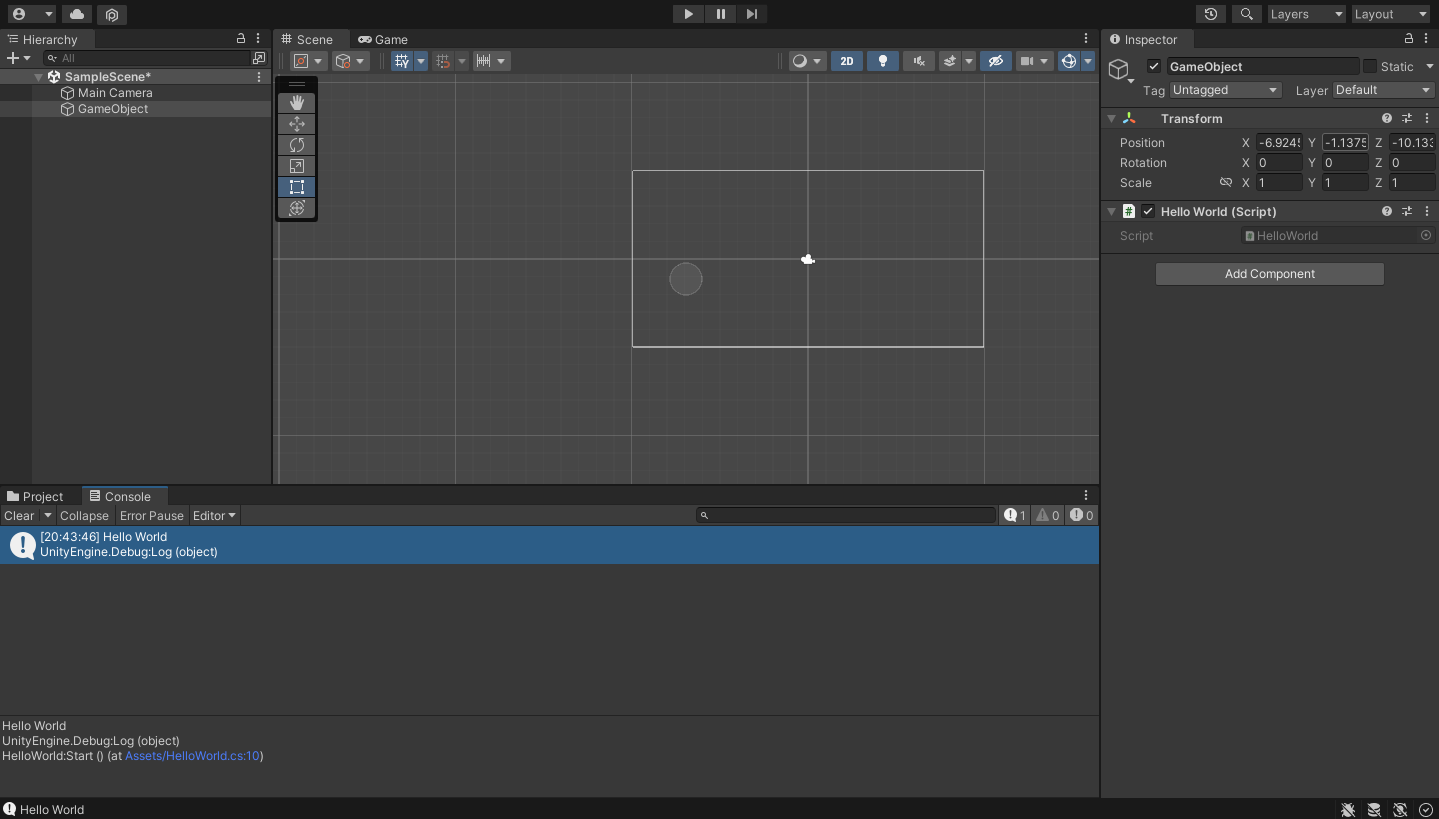 Layers
Layout
Hierarchy
Scene
Game
Inspector
All
2D
SampleScene*
Main Camera
GameObject
GameObject
Static
Tag Untagged Layer Default
Transform
Position X -6.9245 Y -1.1375 Z -10.133
Rotation X 0 Y 0 Z 0
Scale X 1 Y 1 Z 1
# Hello World (Script)
Script HelloWorld
Add Component
Project
Console
Clear Collapse Error Pause Editor 1 0 0
[20:43:46] Hello World
UnityEngine.Debug:Log (object)
Hello World
UnityEngine.Debug:Log (object)
HelloWorld:Start () (at Assets/HelloWorld.cs:10)
Hello World